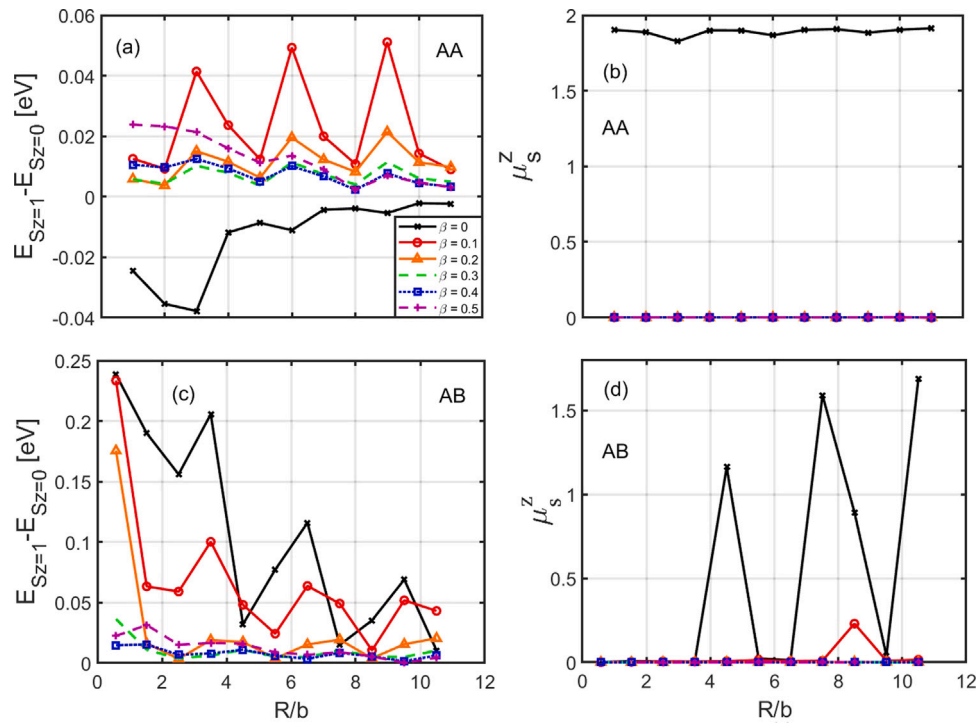 (a)
AA
E_{Sz=1}-E_{Sz=0} [eV]
0.06
0.04
0.02
0
-0.02
-0.04
β = 0
β = 0.1
β = 0.2
β = 0.3
β = 0.4
β = 0.5
(b)
AA
μ_s^z
2
1.5
1
0.5
0
(c)
AB
E_{Sz=1}-E_{Sz=0} [eV]
0.25
0.2
0.15
0.1
0.05
0
0 2 4 6 8 10 12
R/b
(d)
AB
μ_s^z
1.5
1
0.5
0
0 2 4 6 8 10 12
R/b